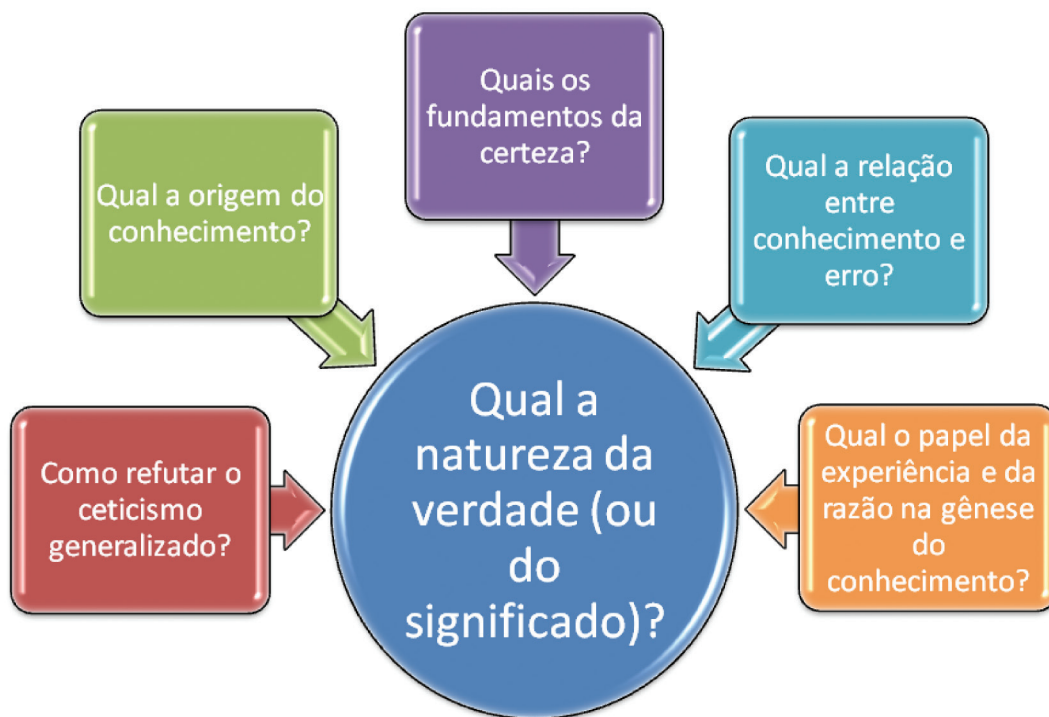 Quais os
fundamentos da
certeza?
Qual a origem do
conhecimento?
Qual a relação
entre
conhecimento e
erro?
Como refutar o
ceticismo
generalizado?
Qual a
natureza da
verdade (ou
do
significado)?
Qual o papel da
experiência e da
razão na gênese
do
conhecimento?